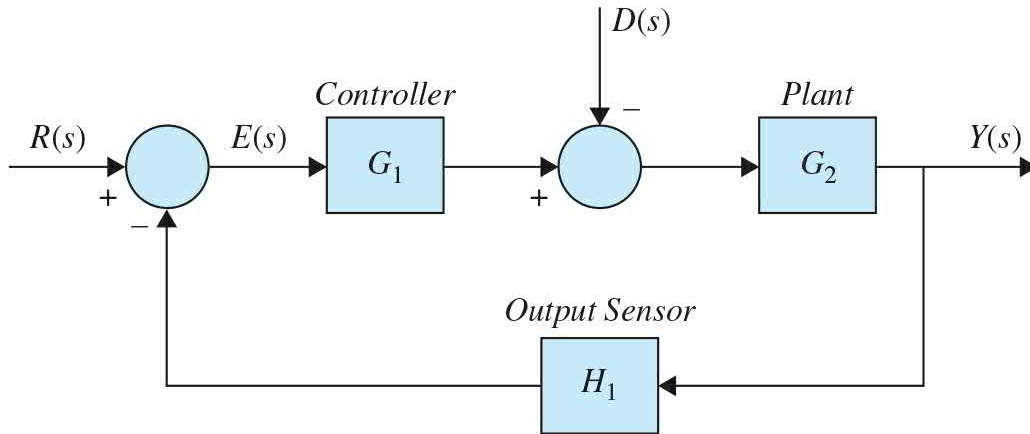 D(s)
Controller
Plant
R(s)
E(s)
Y(s)
G₁
G₂
+
−
+
−
Output Sensor
H₁